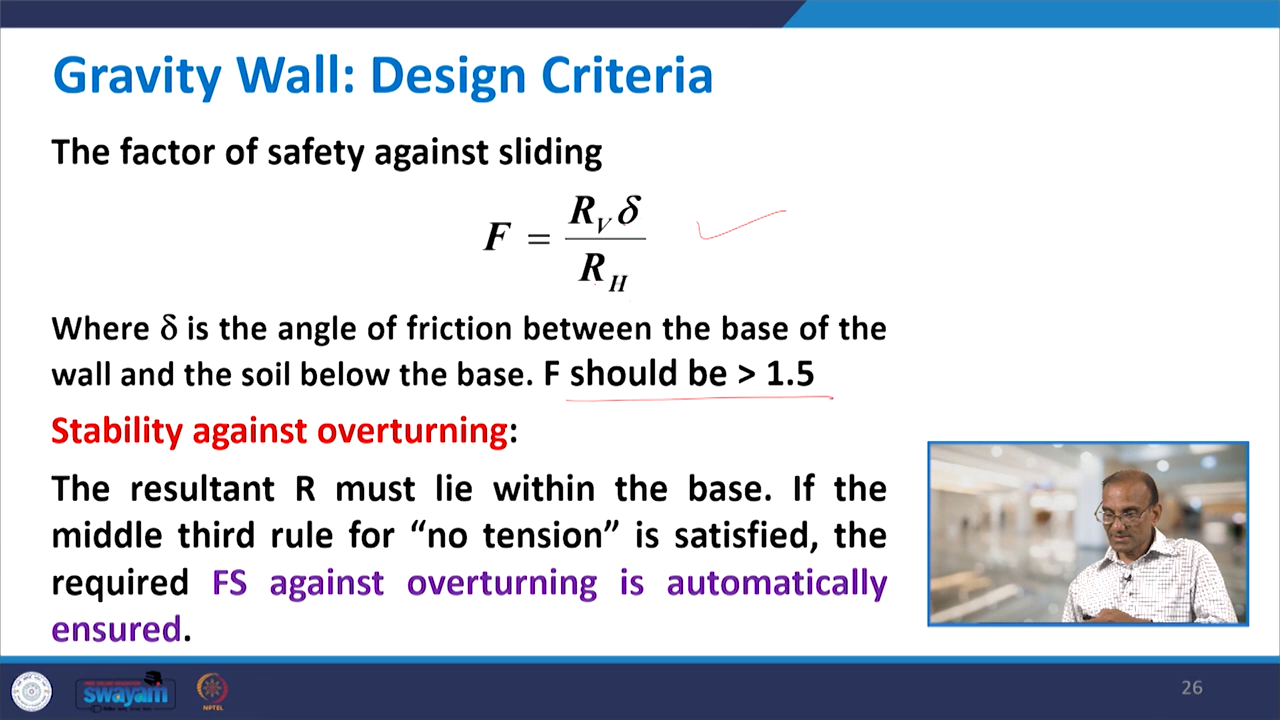 Gravity Wall: Design Criteria
The factor of safety against sliding
F = R_V δ / R_H
Where δ is the angle of friction between the base of the
wall and the soil below the base. F should be > 1.5
Stability against overturning:
The resultant R must lie within the base. If the
middle third rule for “no tension” is satisfied, the
required FS against overturning is automatically
ensured.
swayam
NPTEL
26